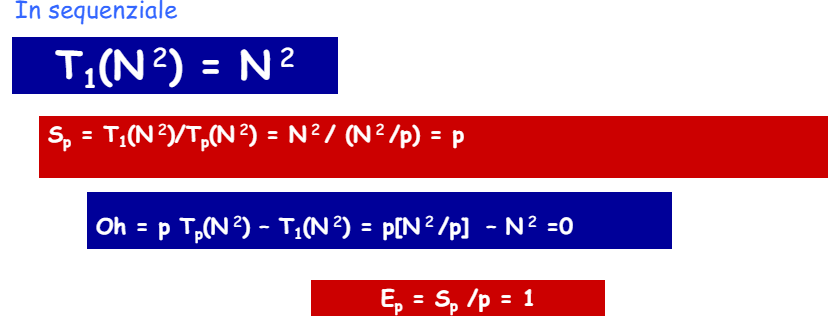 In sequenziale
T₁(N²) = N²
Sₚ = T₁(N²)/Tₚ(N²) = N²/ (N²/p) = p
Oh = p Tₚ(N²) – T₁(N²) = p[N²/p] – N² =0
Eₚ = Sₚ /p = 1